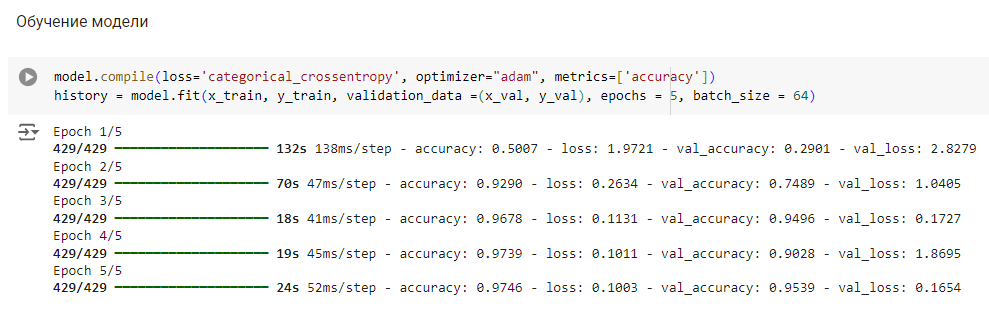 Обучение модели
model.compile(loss='categorical_crossentropy', optimizer="adam", metrics=['accuracy'])
history = model.fit(x_train, y_train, validation_data =(x_val, y_val), epochs = 5, batch_size = 64)
Epoch 1/5
429/429 ━━━━━━━━━━━━━━━━━━━━ 132s 138ms/step - accuracy: 0.5007 - loss: 1.9721 - val_accuracy: 0.2901 - val_loss: 2.8279
Epoch 2/5
429/429 ━━━━━━━━━━━━━━━━━━━━ 70s 47ms/step - accuracy: 0.9290 - loss: 0.2634 - val_accuracy: 0.7489 - val_loss: 1.0405
Epoch 3/5
429/429 ━━━━━━━━━━━━━━━━━━━━ 18s 41ms/step - accuracy: 0.9678 - loss: 0.1131 - val_accuracy: 0.9496 - val_loss: 0.1727
Epoch 4/5
429/429 ━━━━━━━━━━━━━━━━━━━━ 19s 45ms/step - accuracy: 0.9739 - loss: 0.1011 - val_accuracy: 0.9028 - val_loss: 1.8695
Epoch 5/5
429/429 ━━━━━━━━━━━━━━━━━━━━ 24s 52ms/step - accuracy: 0.9746 - loss: 0.1003 - val_accuracy: 0.9539 - val_loss: 0.1654